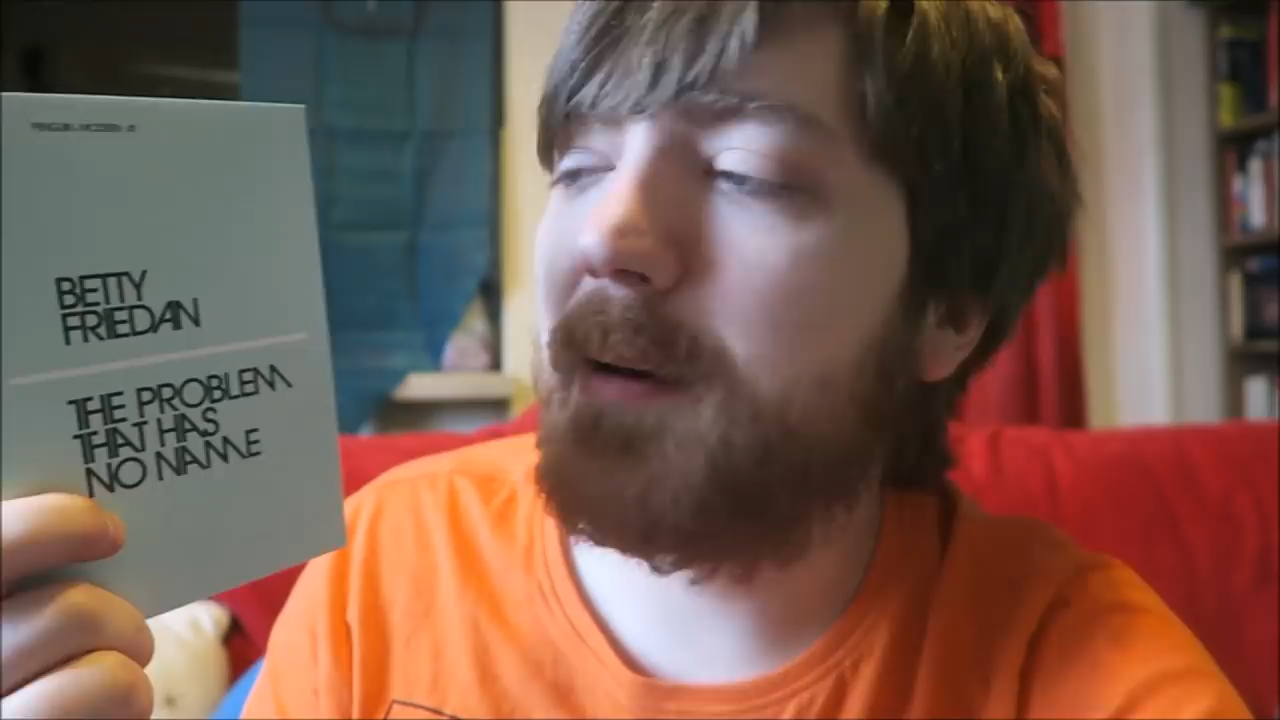 BETTY
FRIEDAN
THE PROBLEM
THAT HAS
NO NAME